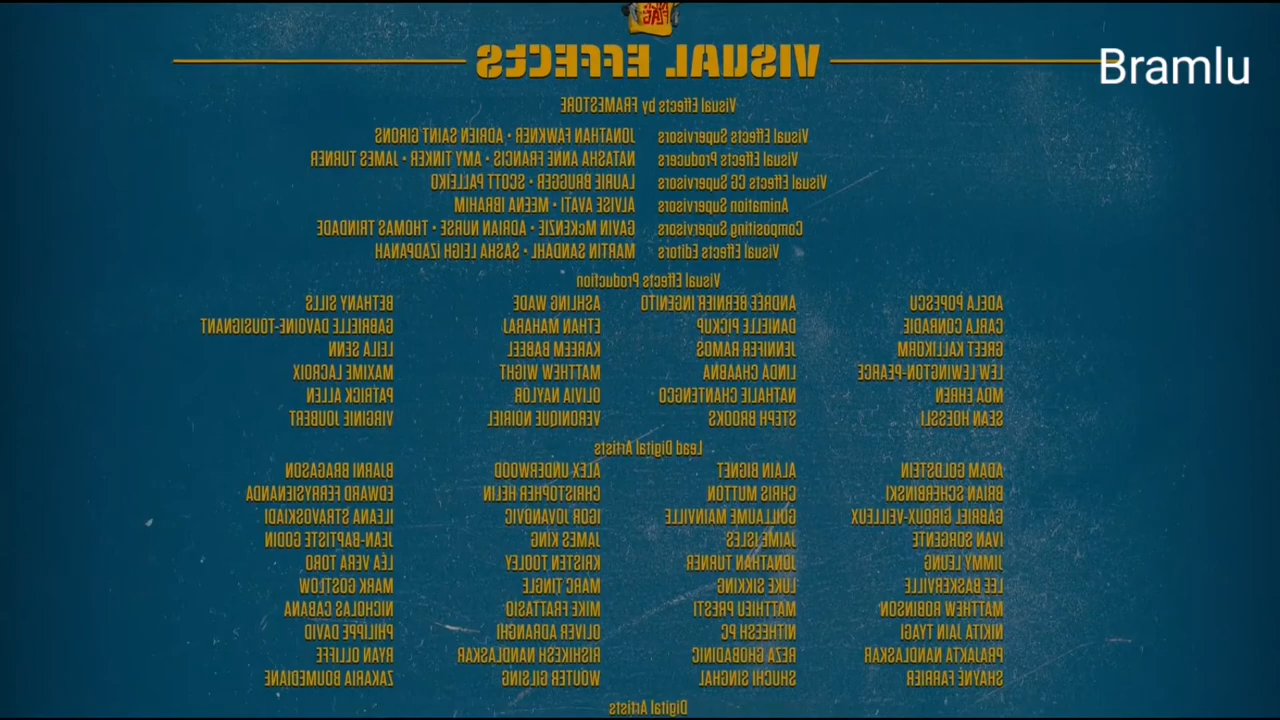 VISUAL EFFECTS
Bramlu
Visual Effects by FRAMESTORE
Visual Effects Supervisors JONATHAN FAWKNER • ADRIEN SAINT GIRONS
Visual Effects Producers NATASHA ANNE FRANCIS • AMY TINKER • JAMES TURNER
Visual Effects CG Supervisors LAURIE BRUGGER • SCOTT PALLEIKO
Animation Supervisors ALVISE AVATI • MEENA IBRAHIM
Compositing Supervisors GAVIN McKENZIE • ADRIAN NURSE • THOMAS TRINDADE
Visual Effects Editors MARTIN SANDAHL • SASHA LEIGH IZADPANAH
Visual Effects Production
ADELA POPESCU ANDRÉE BERNIER INGENITO ASHLING WADE BETHANY SILLS
CARLA CONRADIE DANIELLE PICKUP ETHAN MAHARAJ GABRIELLE DAVOINE-TOUSIGNANT
GREET KALLIKORM JENNIFER RAMOS KAREEM BABEEL LEILA SENN
LEW LEWINGTON-PEARCE LINDA CHAABNA MATTHEW WIGHT MAXIME LACROIX
MOA EHREN NATHALIE CHANTENGCO OLIVIA NAYLOR PATRICK ALLEN
SEAN HOESSLI STEPH BROOKS VERONIQUE NOIRIEL VIRGINIE JOUBERT
Lead Digital Artists
ADAM GOLDSTEIN ALAIN BIGNET ALEX UNDERWOOD BJARJI BRAGASON
BRIAN SCHERBINSKI CHRIS MUTTON CHRISTOPHER HELIN EDWARD FERRYSIENANDA
GABRIEL GIROUX-VEILLEUX GUILLAUME MAINVILLE IGOR JOVANOVIC ILEANA STAVROSKIADI
IVAN SORGENTE JAIME ISLES JAMES KING JEAN-BAPTISTE GODIN
JIMMY LEUNG JONATHAN TURNER KRISTEN TOOLEY LÉA VERA TORO
LEE BASKERVILLE LUKE SIKKING MARC TINGLE MARK GOSTLOW
MATTHEW ROBINSON MATTHIEU PRESTI MIKE FRATTASIO NICHOLAS CABANA
NIKITA JAIN TYAGI NITHEESH PC OLIVER ADRANGHI PHILIPPE DAVID
PRAJAKTA NANDLASKAR REZA GHOBADINIC RISHIKESH NANDLASKAR RYAN OLLIFFE
SHAYNE FARRIER SHUCHI SINGHAL WOUTER GILSING ZAKARIA BOUMEDIANE
Digital Artists